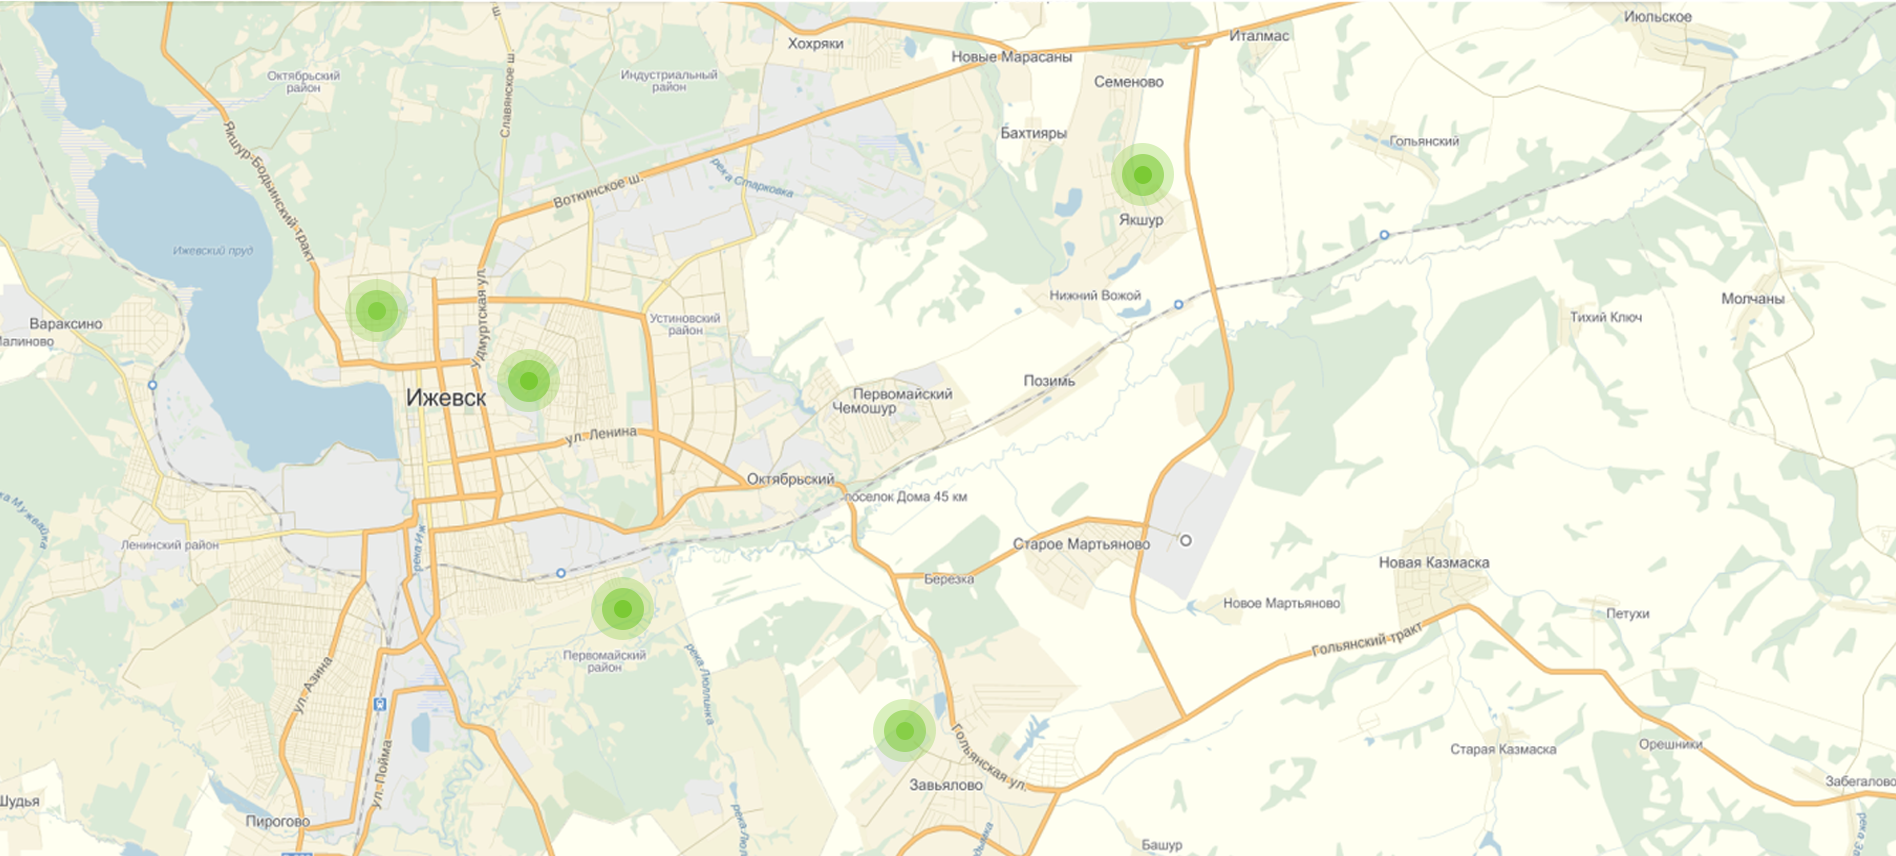 Июльское
Италмас
Хохряки
Новые Марасаны
Октябрьский
район
Индустриальный
район
Славянское ш.
ш.
Семеново
Бахтияры
Гольянский
Якшур-Бодьинский тракт
Воткинское ш.
река Старковка
Якшур
Ижевский пруд
Нижний Вожой
Молчаны
Тихий Ключ
Вараксино
Удмуртская ул.
Устиновский
район
Ижевск
Позимь
Первомайский
Чемошур
ул. Ленина
Октябрьский
поселок Дома 45 км
река Иж
Ленинский район
Старое Мартьяново
Березка
Новая Казмаска
Новое Мартьяново
Петухи
Гольянский тракт
Первомайский
район
река Люллинка
ул. Азина
ул. Пойма
Гольянская ул.
Старая Казмаска
Орешники
Завьялово
Забегалово
Шудья
Пирогово
Башур